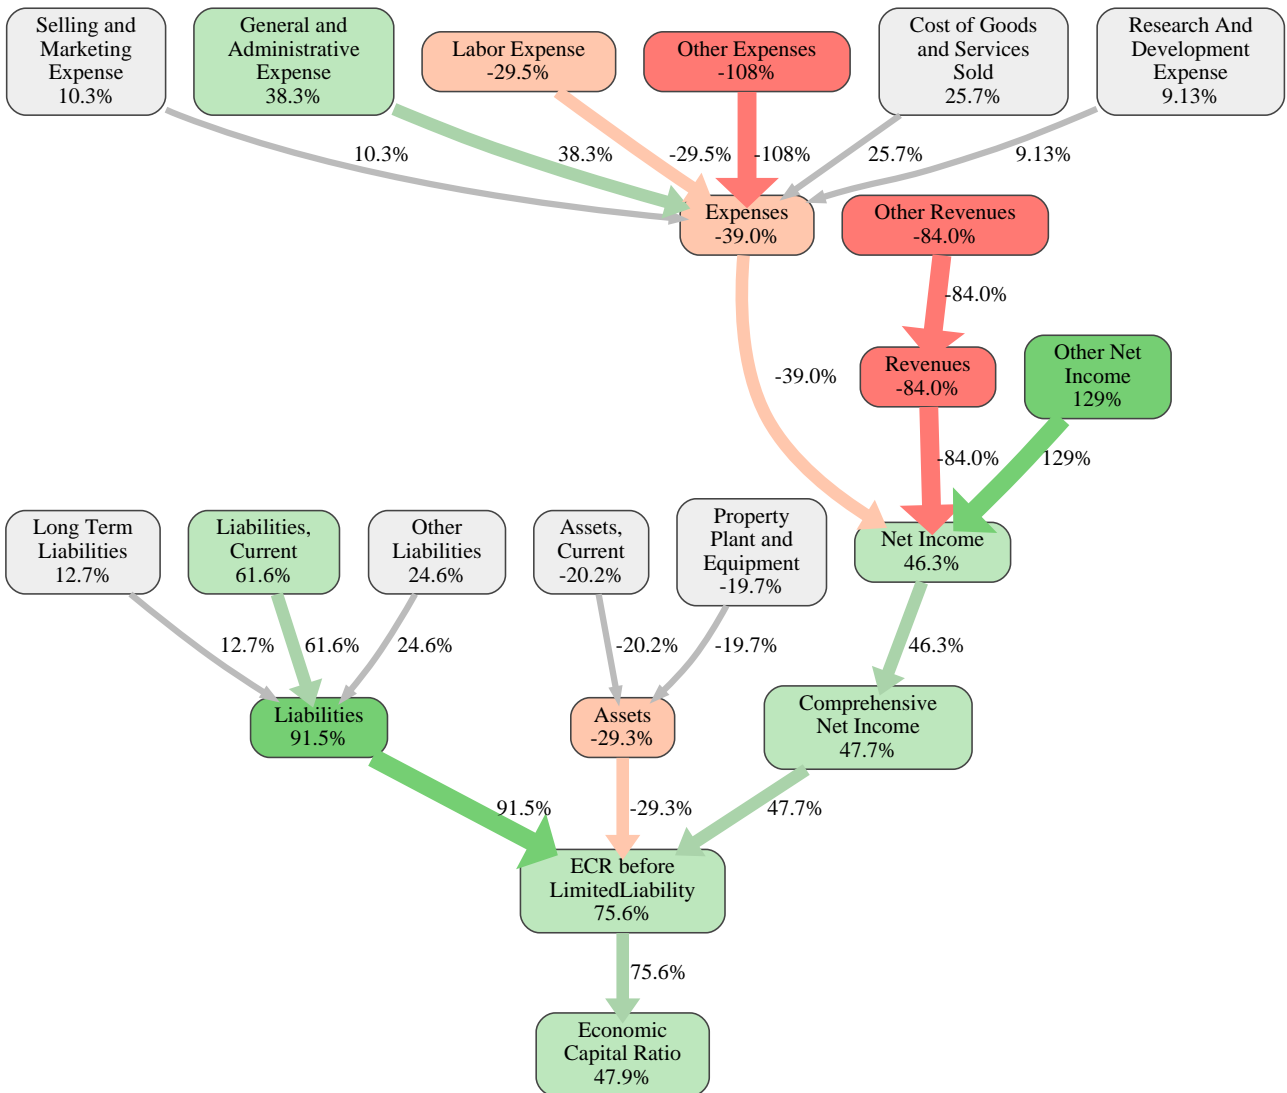 Selling and
Marketing
Expense
10.3%
General and
Administrative
Expense
38.3%
Labor Expense
-29.5%
Other Expenses
-108%
Cost of Goods
and Services
Sold
25.7%
Research And
Development
Expense
9.13%
10.3%
38.3%
-29.5%
-108%
25.7%
9.13%
Expenses
-39.0%
Other Revenues
-84.0%
-84.0%
-39.0%
Revenues
-84.0%
Other Net
Income
129%
-84.0%
129%
Long Term
Liabilities
12.7%
Liabilities,
Current
61.6%
Other
Liabilities
24.6%
Assets,
Current
-20.2%
Property
Plant and
Equipment
-19.7%
Net Income
46.3%
12.7%
61.6%
24.6%
-20.2%
-19.7%
46.3%
Liabilities
91.5%
Assets
-29.3%
Comprehensive
Net Income
47.7%
91.5%
-29.3%
47.7%
ECR before
LimitedLiability
75.6%
75.6%
Economic
Capital Ratio
47.9%